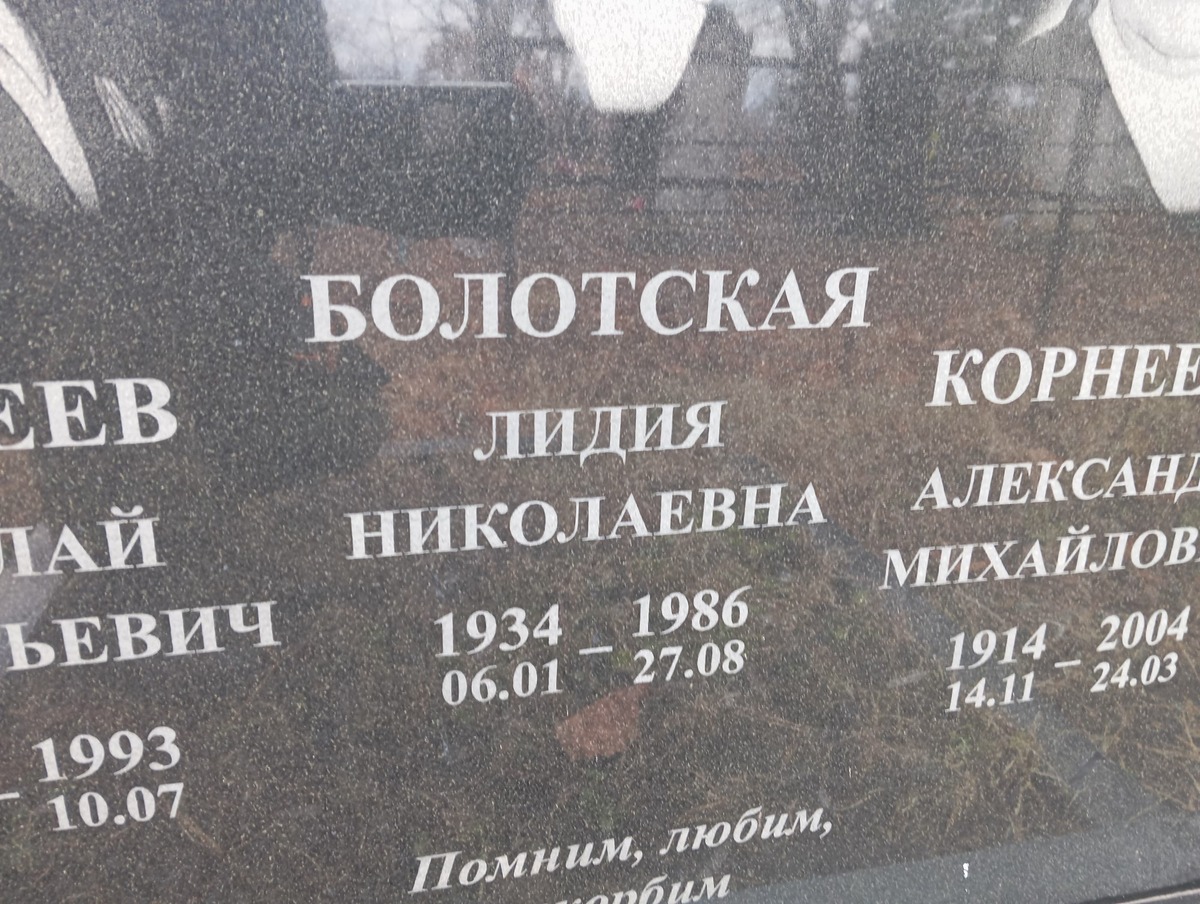 ЕЕВ
ЛАЙ
ЬЕВИЧ
– 1993
10.07
БОЛОТСКАЯ
ЛИДИЯ
НИКОЛАЕВНА
1934 – 1986
06.01 27.08
КОРНЕЕ
АЛЕКСАНД
МИХАЙЛОВ
1914 – 2004
14.11 24.03
Помним, любим,
корбим